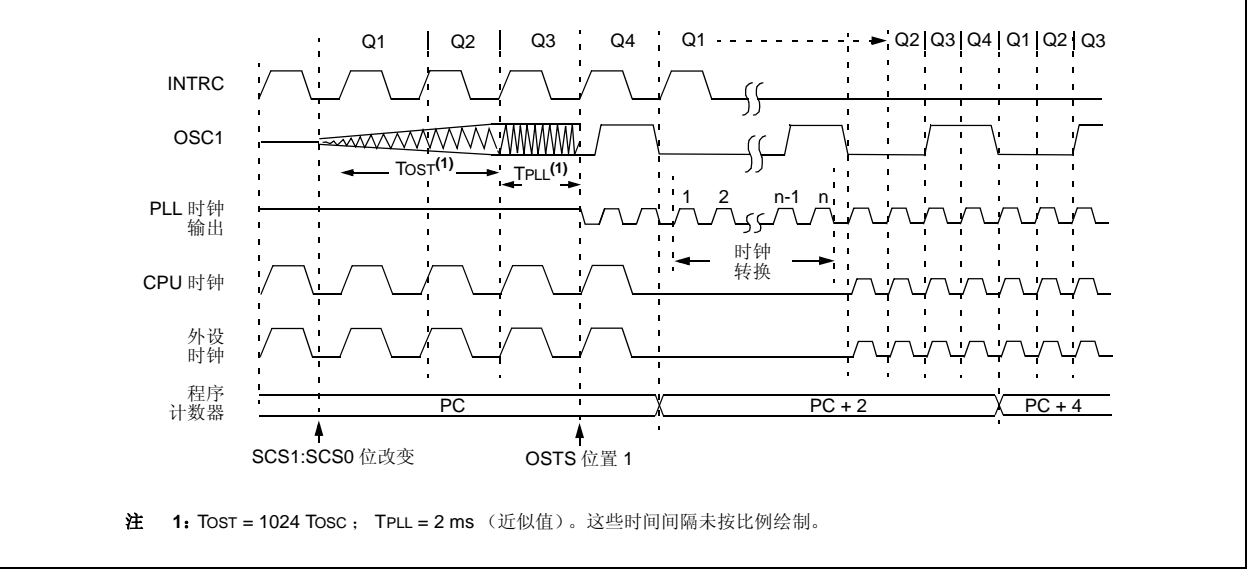 Q1 Q2 Q3 Q4 Q1 Q2 Q3 Q4 Q1 Q2 Q3
INTRC
OSC1
TOST(1) TPLL(1)
1 2 n-1 n
PLL 时钟
输出
时钟
转换
CPU 时钟
外设
时钟
程序
计数器
PC PC + 2 PC + 4
SCS1:SCS0 位改变 OSTS 位置 1
注 1: TOST = 1024 TOSC ； TPLL = 2 ms （近似值）。这些时间间隔未按比例绘制。